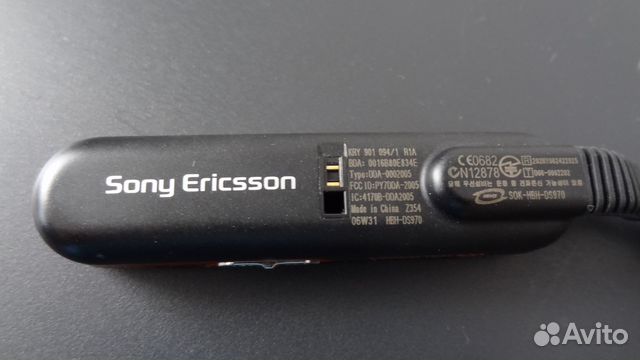 Sony Ericsson
KRY 901 094/1 R1A
BDA: 0016B80E834E
Type:DDA-0002005
FCC ID:PY7DDA-2005
IC:4170B-DDA2005
Made in China Z354
06W31 HBH-DS970
CE0682
N12878
SOK-HBH-DS970
Avito